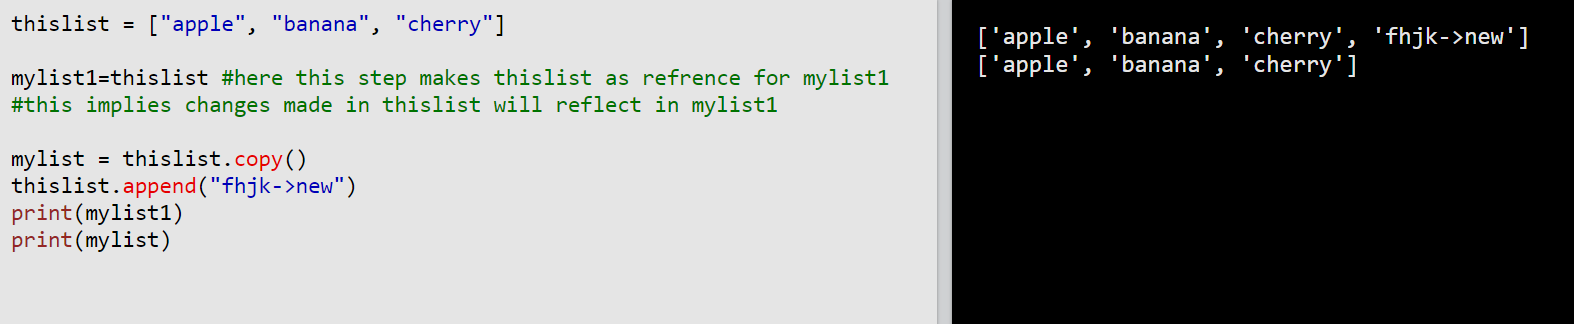 thislist = ["apple", "banana", "cherry"]
mylist1=thislist #here this step makes thislist as refrence for mylist1
#this implies changes made in thislist will reflect in mylist1
mylist = thislist.copy()
thislist.append("fhjk->new")
print(mylist1)
print(mylist)
['apple', 'banana', 'cherry', 'fhjk->new']
['apple', 'banana', 'cherry']